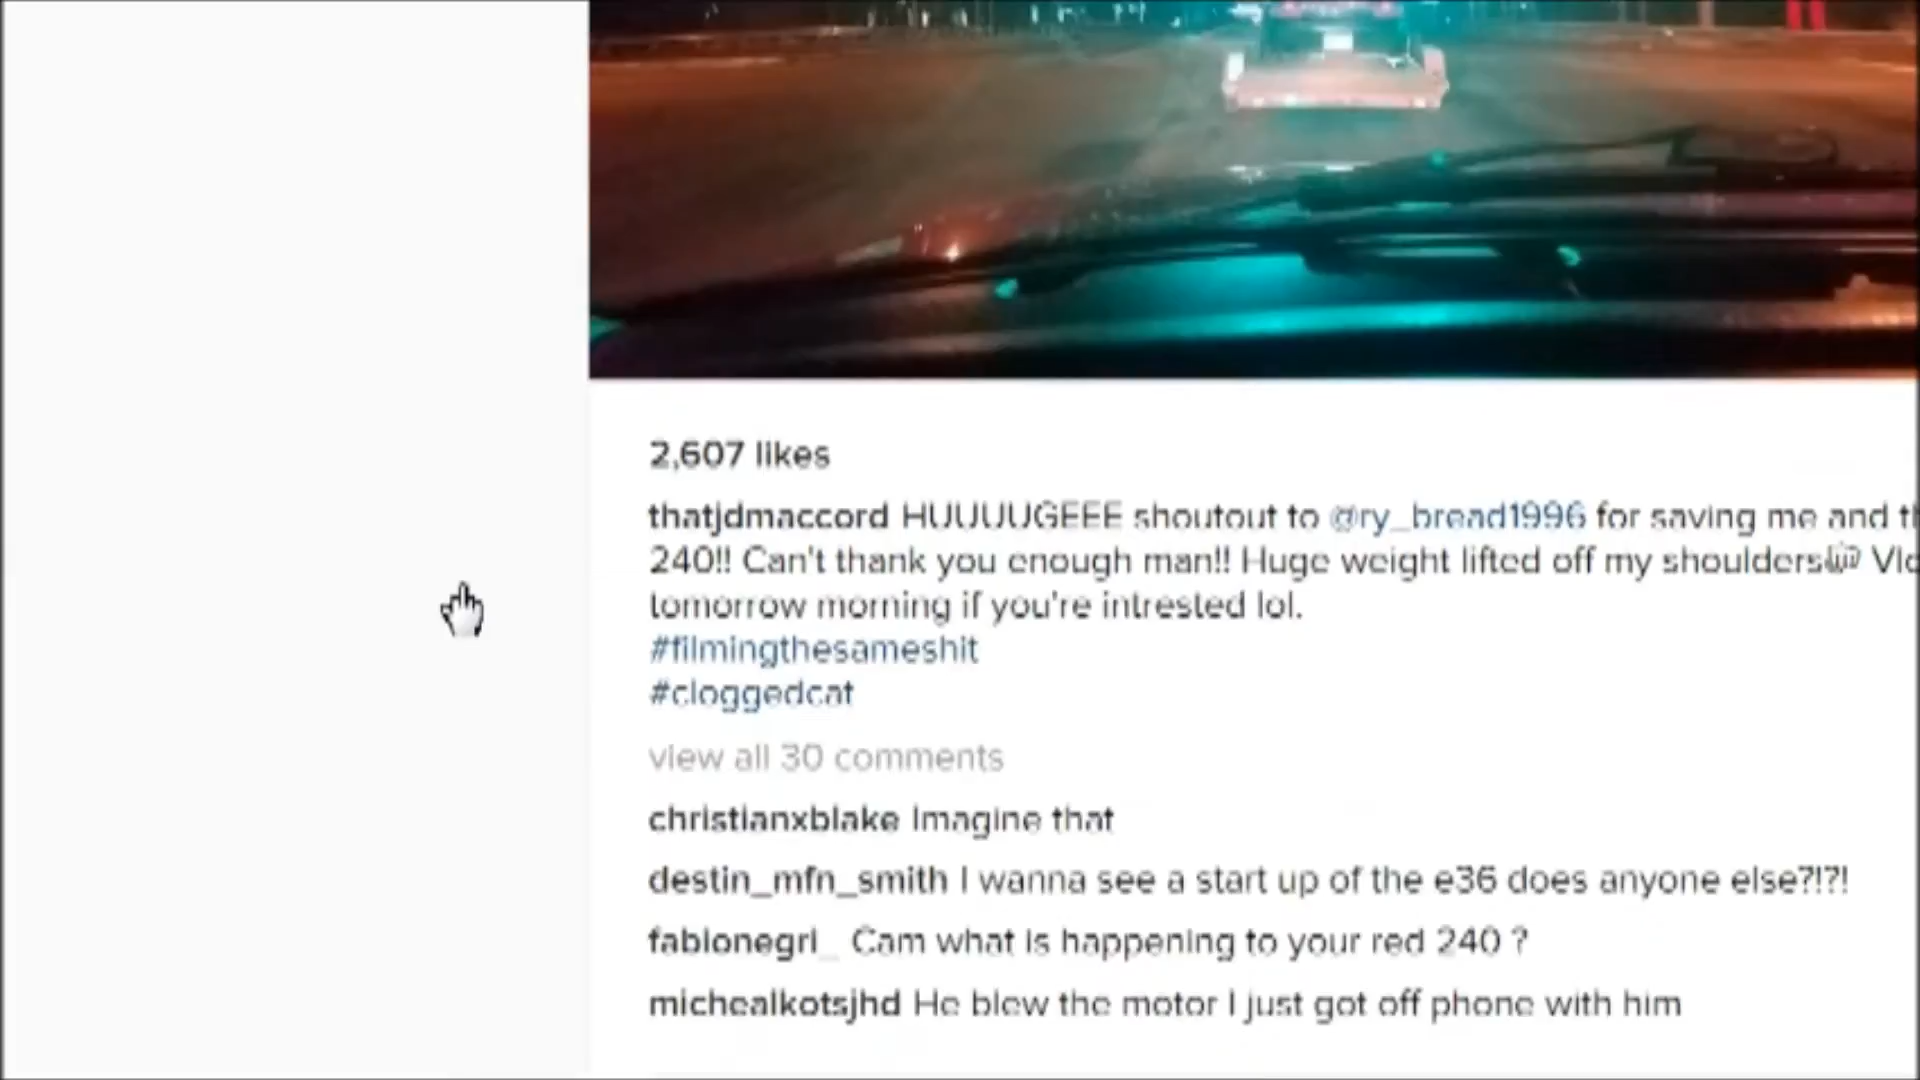 2,607 likes
thatjdmaccord HUUUUGEEE shoutout to @ry_bread1996 for saving me and
240!! Can't thank you enough man!! Huge weight lifted off my shoulders
tomorrow morning if you're intrested lol.
#filmingthesameshit
#cloggedcat
view all 30 comments
christianxblake Imagine that
destin_mfn_smith I wanna see a start up of the e36 does anyone else?!?!
fabionegri_ Cam what is happening to your red 240 ?
michealkotsjhd He blew the motor I just got off phone with him